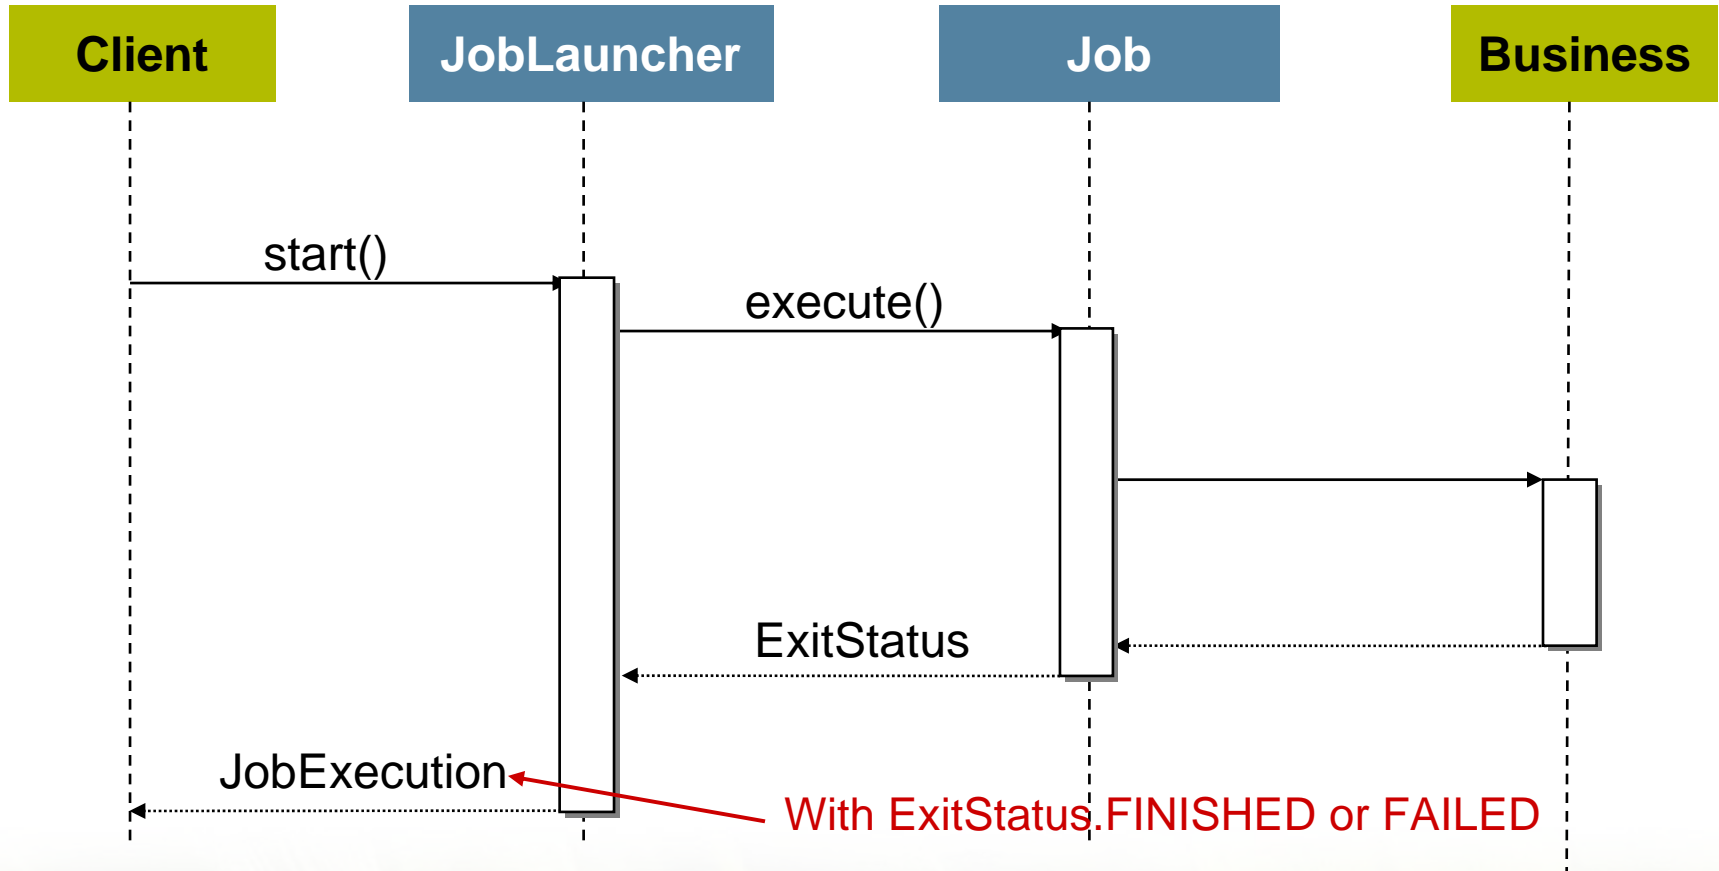 Client
JobLauncher
Job
Business
start()
execute()
ExitStatus
JobExecution
With ExitStatus.FINISHED or FAILED